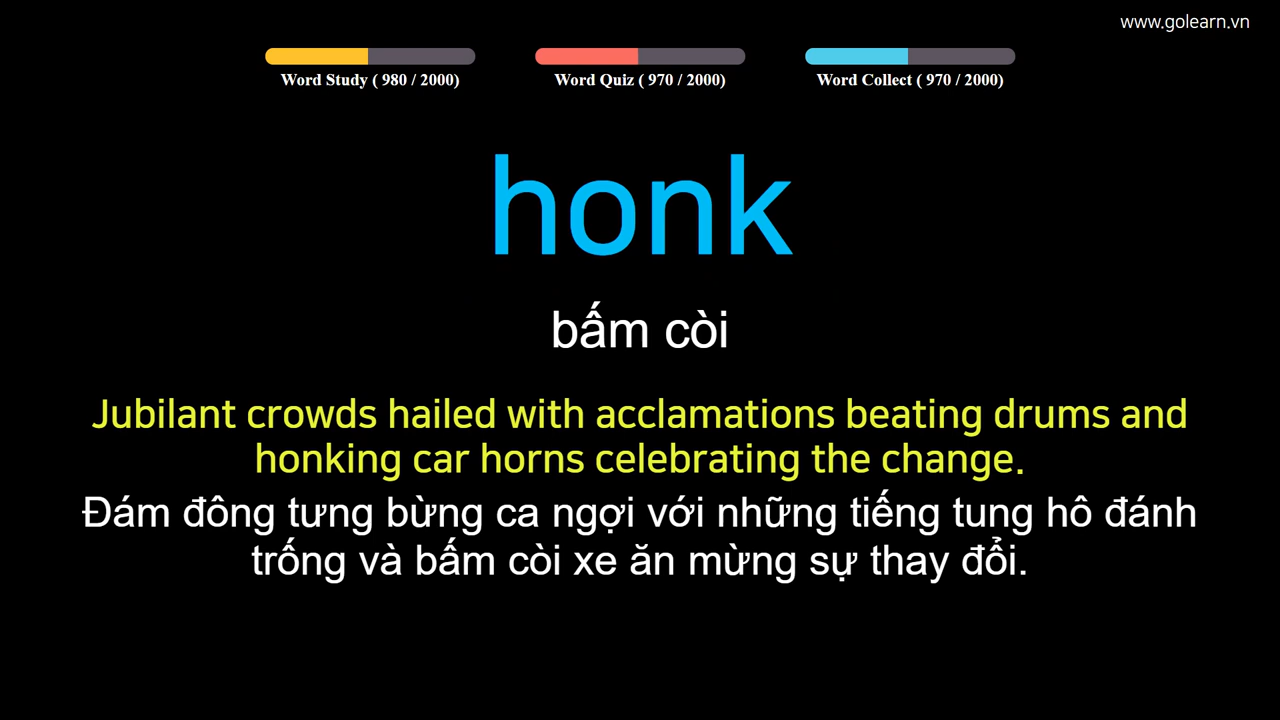 www.golearn.vn
Word Study ( 980 / 2000) Word Quiz ( 970 / 2000) Word Collect ( 970 / 2000)
honk
bấm còi
Jubilant crowds hailed with acclamations beating drums and
honking car horns celebrating the change.
Đám đông tưng bừng ca ngợi với những tiếng tung hô đánh
trống và bấm còi xe ăn mừng sự thay đổi.